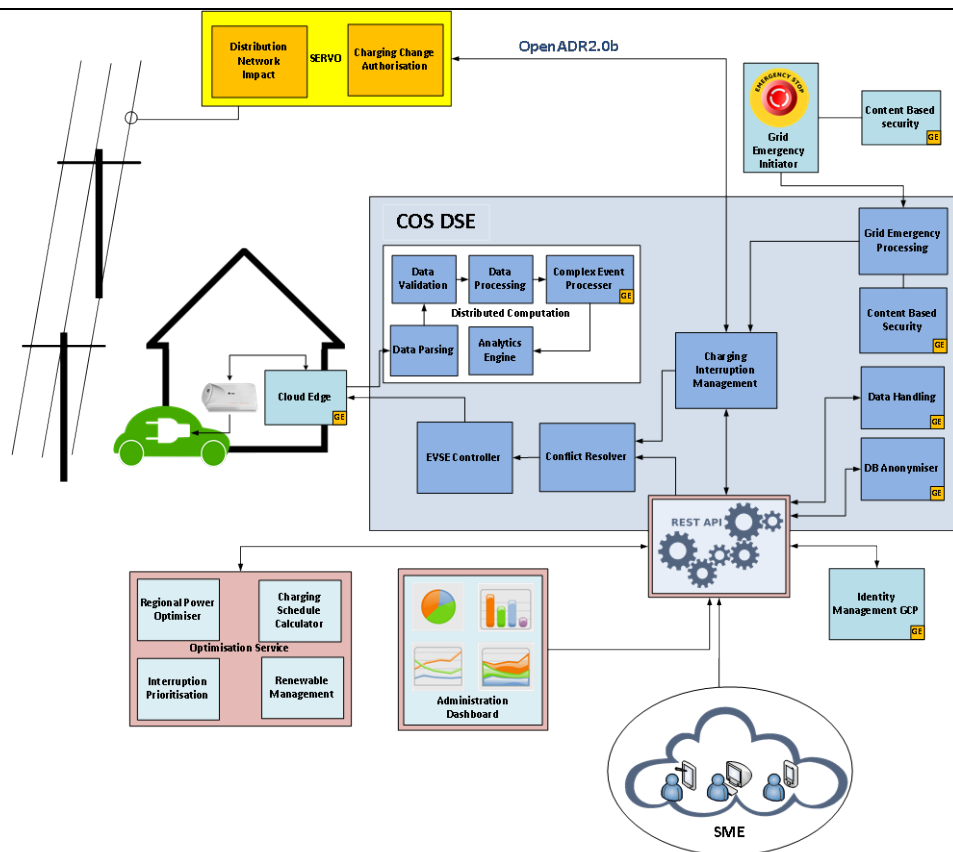 OpenADR2.0b
Distribution
Network
Impact
SERVO
Charging Change
Authorisation
EMERGENCY STOP
Grid
Emergency
Initiator
Content Based
security
GE
COS DSE
Grid Emergency
Processing
Data
Validation
Data
Processing
Complex Event
Processer
GE
Distributed Computation
Data Parsing
Analytics
Engine
Content Based
Security
GE
Charging
Interruption
Management
Cloud Edge
GE
Data Handling
GE
EVSE Controller
Conflict Resolver
DB Anonymiser
GE
REST API
Regional Power
Optimiser
Charging
Schedule
Calculator
Optimisation Service
Interruption
Prioritisation
Renewable
Management
Administration
Dashboard
Identity
Management GCP
GE
SME